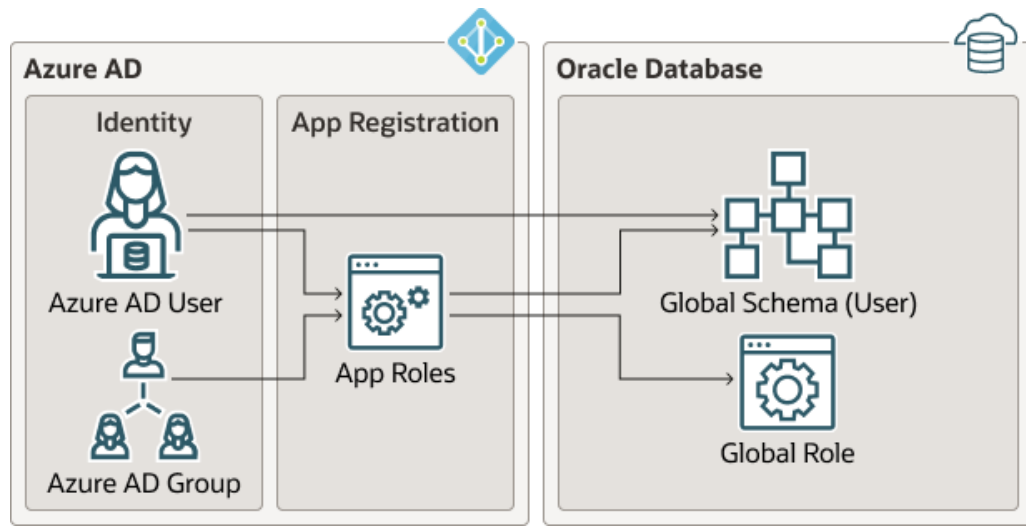 Azure AD
Oracle Database
Identity
App Registration
Azure AD User
Global Schema (User)
App Roles
Azure AD Group
Global Role